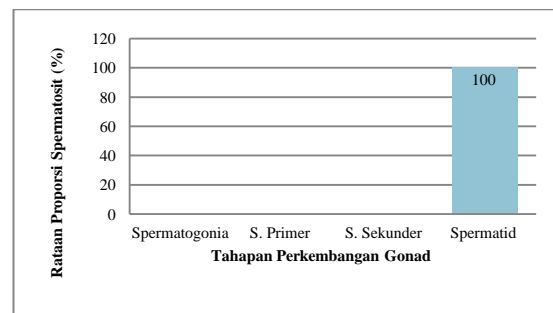 Rataan Proporsi Spermatosit (%)
120
100
80
60
40
20
0
100
Spermatogonia S. Primer S. Sekunder Spermatid
Tahapan Perkembangan Gonad